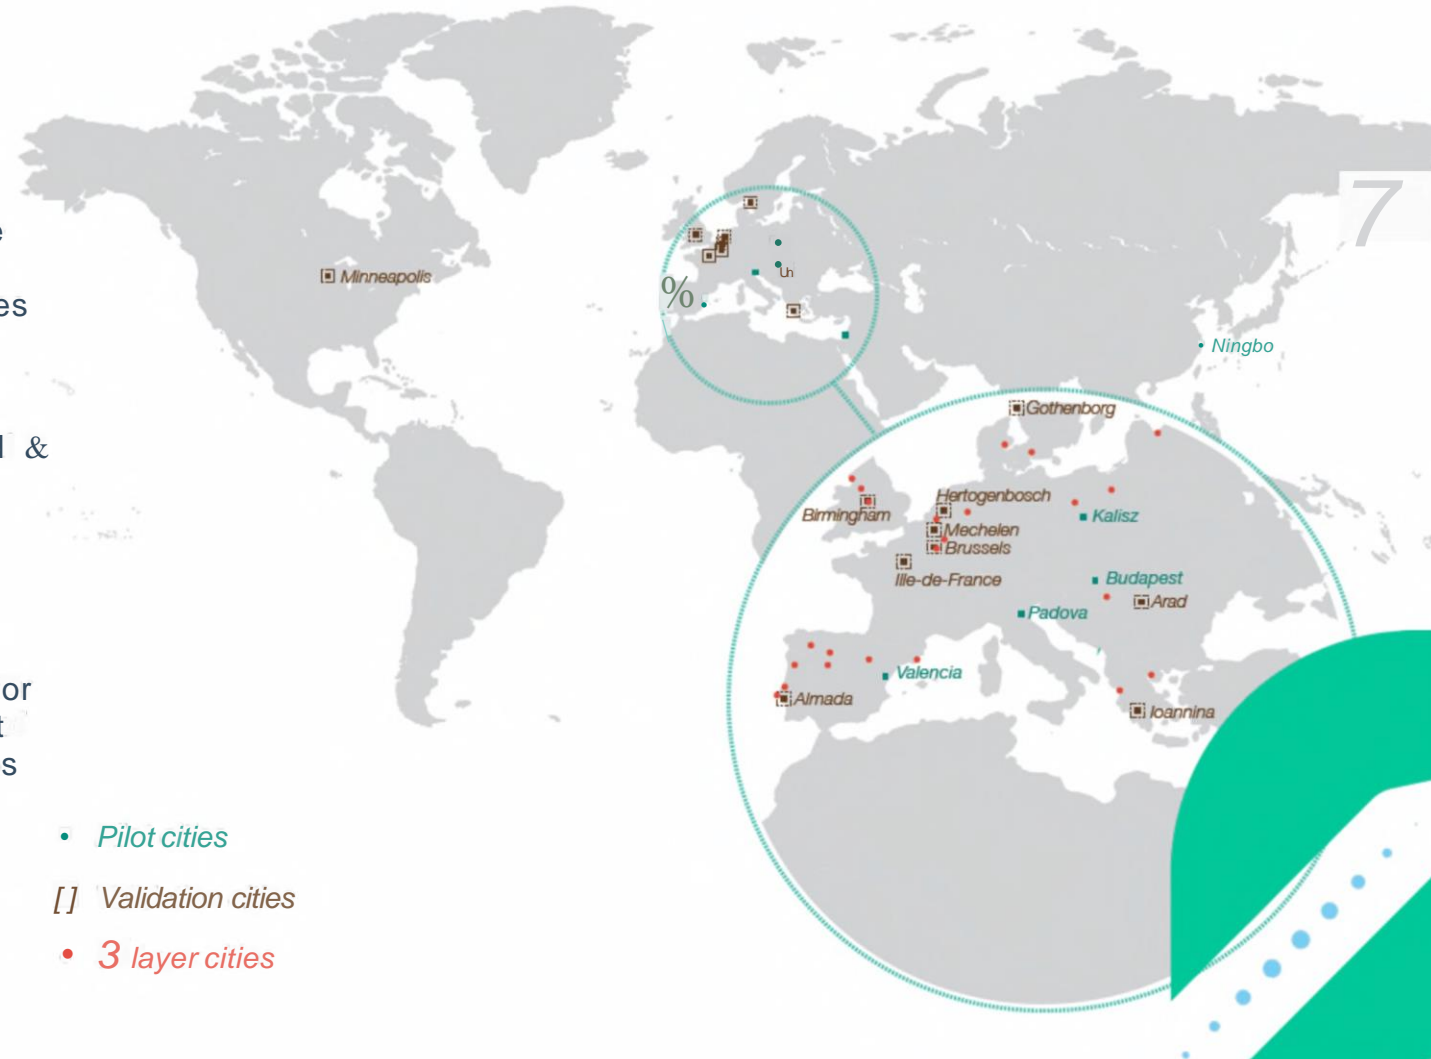 e
7
es
Minneapolis
%
Un
Ningbo
Gothenborg
l &
Hertogenbosch
Birmingham
Kalisz
Mechelen
Brussels
Ille-de-France
Budapest
Arad
Padova
Valencia
or
Almada
Ioannina
t
s
• Pilot cities
[ ] Validation cities
• 3 layer cities